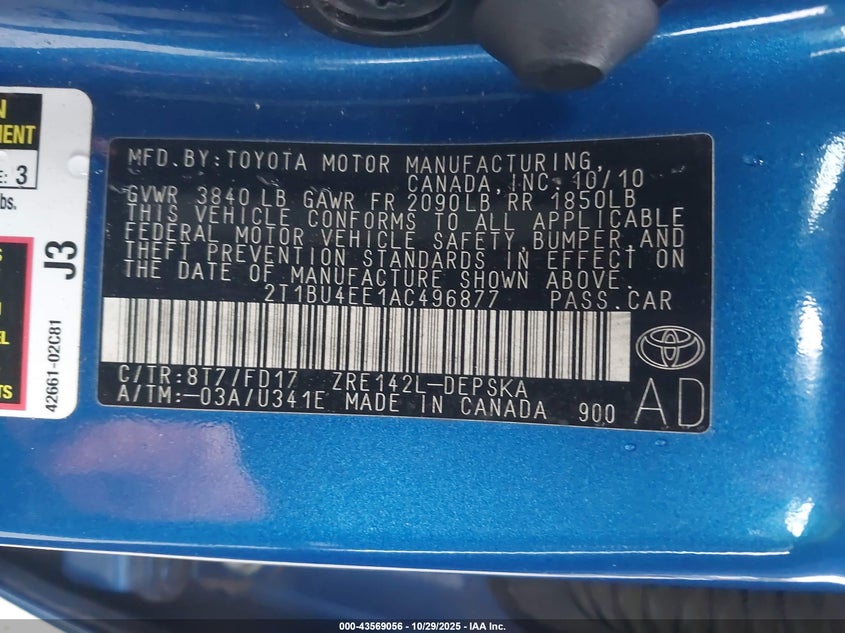 MFD.BY:TOYOTA MOTOR MANUFACTURING,
CANADA,INC. 10/10
GVWR 3840 LB GAWR FR 2090LB RR 1850LB
THIS VEHICLE CONFORMS TO ALL APPLICABLE
FEDERAL MOTOR VEHICLE SAFETY,BUMPER,AND
THEFT PREVENTION STANDARDS IN EFFECT ON
THE DATE OF MANUFACTURE SHOWN ABOVE.
2T1BU4EE1AC496877 PASS.CAR
C/TR:8T7/FD17 ZRE142L-DEPSKA
A/TM:-03A/U341E MADE IN CANADA 900
AD
3
J3
42661-02C81
000-43569056 | 10/29/2025 - IAA Inc.